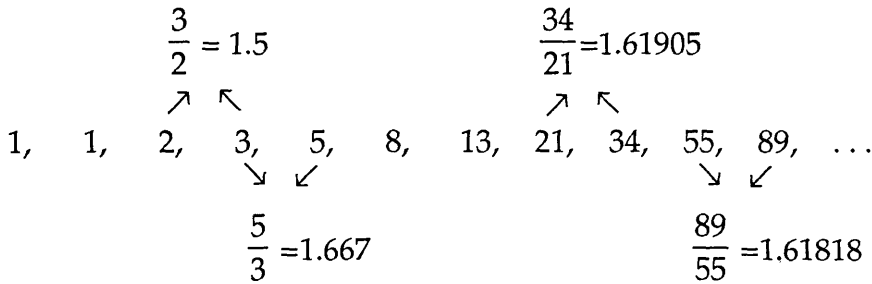 3/2 = 1.5
34/21 =1.61905
1, 1, 2, 3, 5, 8, 13, 21, 34, 55, 89, ...
5/3 =1.667
89/55 =1.61818